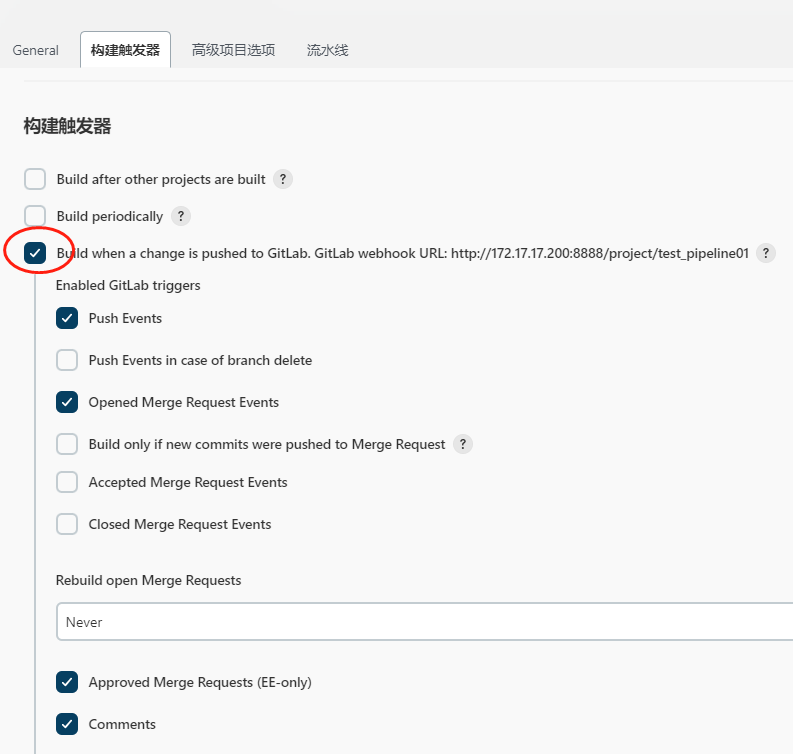 General 构建触发器 高级项目选项 流水线
构建触发器
Build after other projects are built ?
Build periodically ?
Build when a change is pushed to GitLab. GitLab webhook URL: http://172.17.17.200:8888/project/test_pipeline01 ?
Enabled GitLab triggers
Push Events
Push Events in case of branch delete
Opened Merge Request Events
Build only if new commits were pushed to Merge Request ?
Accepted Merge Request Events
Closed Merge Request Events
Rebuild open Merge Requests
Never
Approved Merge Requests (EE-only)
Comments